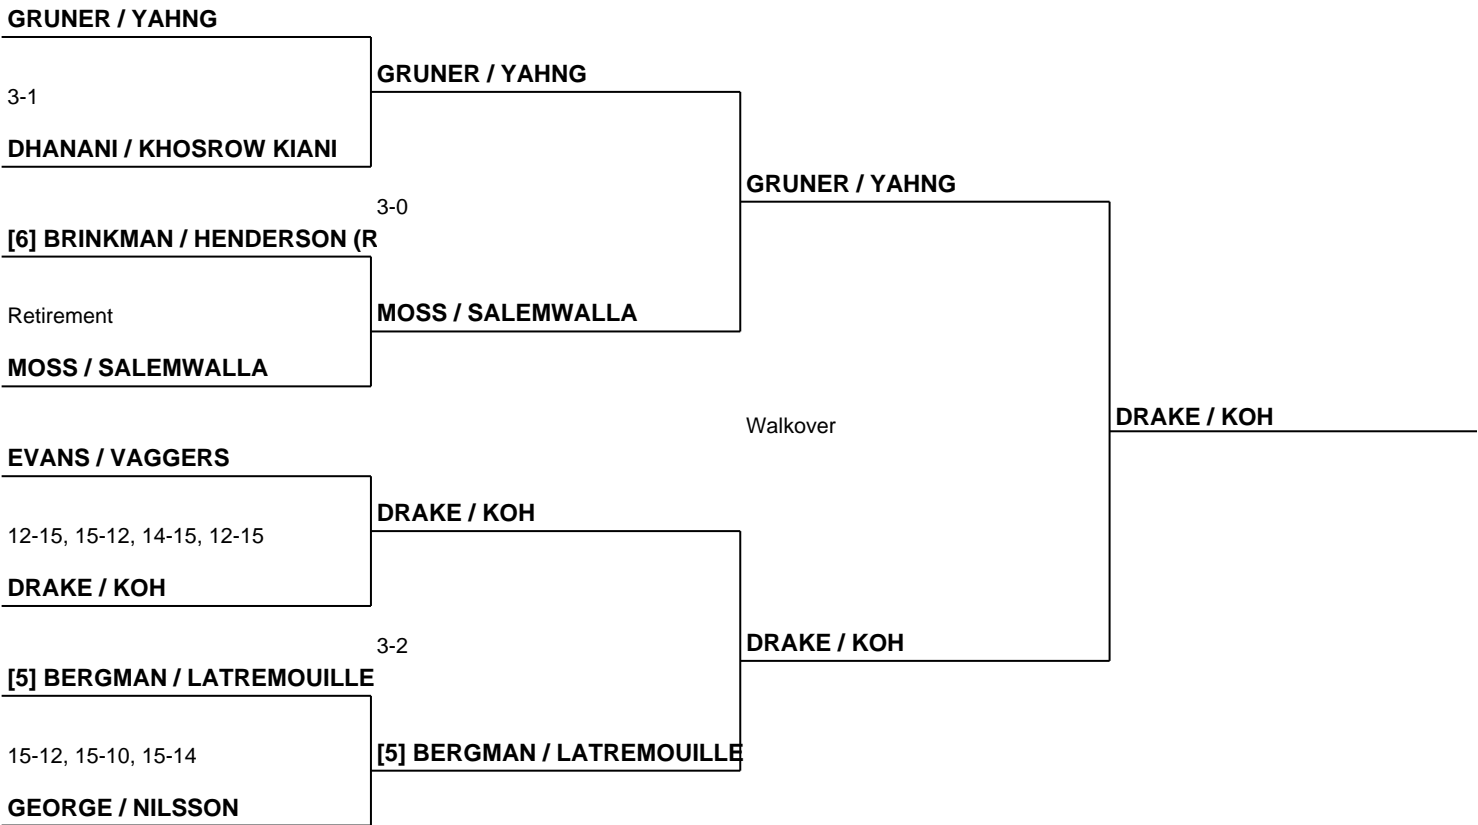 GRUNER / YAHNG
3-1
DHANANI / KHOSROW KIANI
[6] BRINKMAN / HENDERSON (R
Retirement
MOSS / SALEMWALLA
EVANS / VAGGERS
12-15, 15-12, 14-15, 12-15
DRAKE / KOH
[5] BERGMAN / LATREMOUILLE
15-12, 15-10, 15-14
GEORGE / NILSSON
GRUNER / YAHNG
3-0
MOSS / SALEMWALLA
DRAKE / KOH
3-2
[5] BERGMAN / LATREMOUILLE
GRUNER / YAHNG
Walkover
DRAKE / KOH
DRAKE / KOH